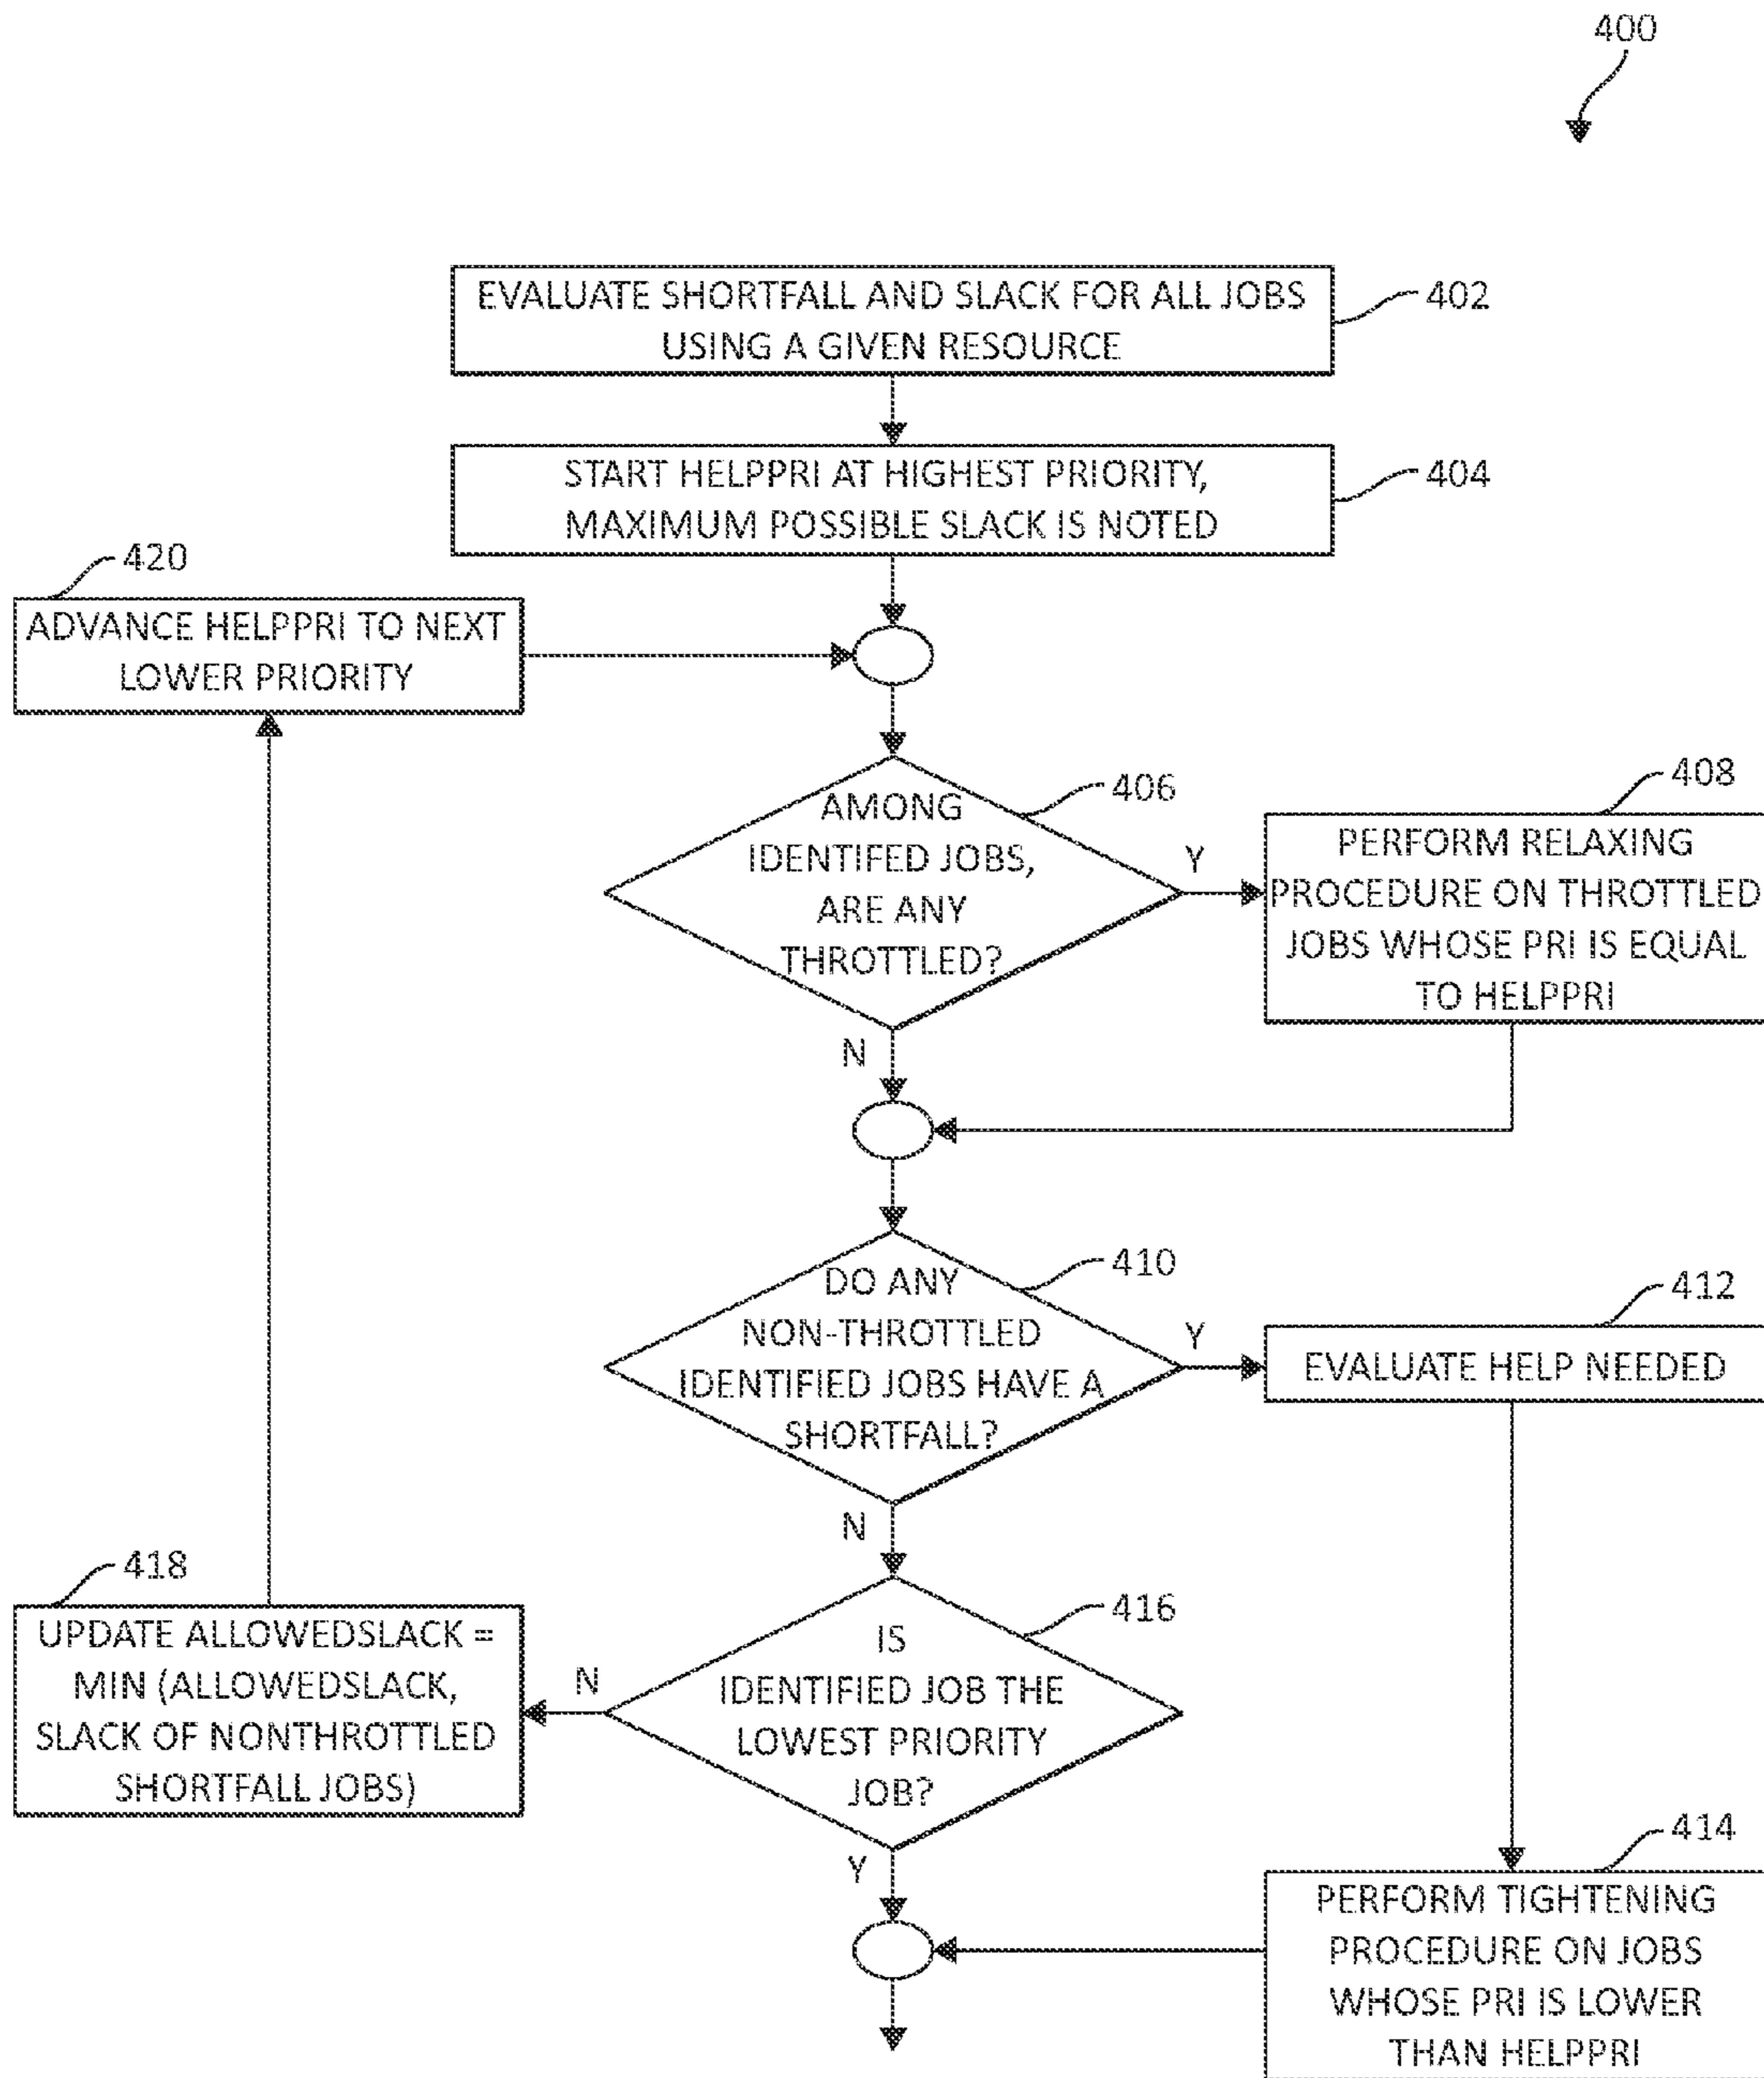 400
EVALUATE SHORTFALL AND SLACK FOR ALL JOBS
USING A GIVEN RESOURCE
402
START HELPPRI AT HIGHEST PRIORITY,
MAXIMUM POSSIBLE SLACK IS NOTED
404
420
ADVANCE HELPPRI TO NEXT
LOWER PRIORITY
AMONG
IDENTIFED JOBS,
ARE ANY
THROTTLED?
406
Y
N
408
PERFORM RELAXING
PROCEDURE ON THROTTLED
JOBS WHOSE PRI IS EQUAL
TO HELPPRI
DO ANY
NON-THROTTLED
IDENTIFIED JOBS HAVE A
SHORTFALL?
410
Y
N
412
EVALUATE HELP NEEDED
418
UPDATE ALLOWEDSLACK =
MIN (ALLOWEDSLACK,
SLACK OF NONTHROTTLED
SHORTFALL JOBS)
N
IS
IDENTIFIED JOB THE
LOWEST PRIORITY
JOB?
416
Y
414
PERFORM TIGHTENING
PROCEDURE ON JOBS
WHOSE PRI IS LOWER
THAN HELPPRI